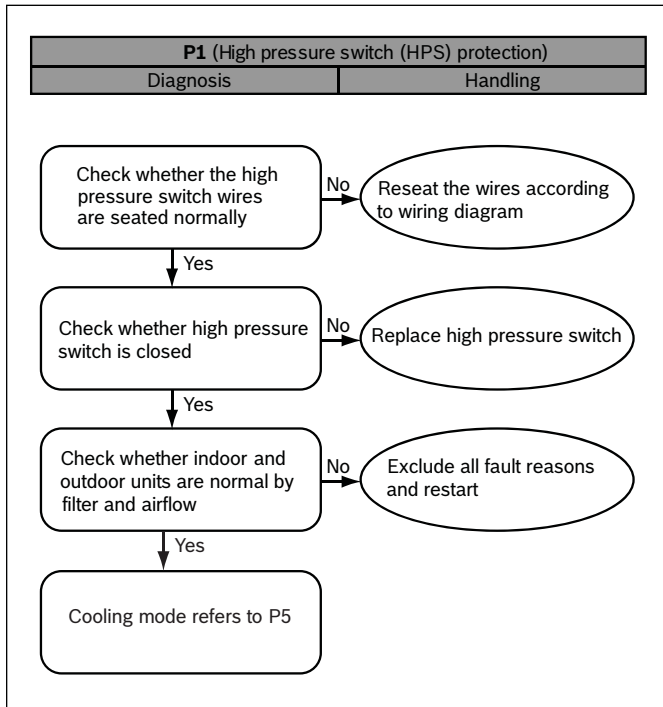 P1 (High pressure switch (HPS) protection)
Diagnosis
Handling
Check whether the high
pressure switch wires
are seated normally
No
Reseat the wires according
to wiring diagram
Yes
Check whether high pressure
switch is closed
No
Replace high pressure switch
Yes
Check whether indoor and
outdoor units are normal by
filter and airflow
No
Exclude all fault reasons
and restart
Yes
Cooling mode refers to P5